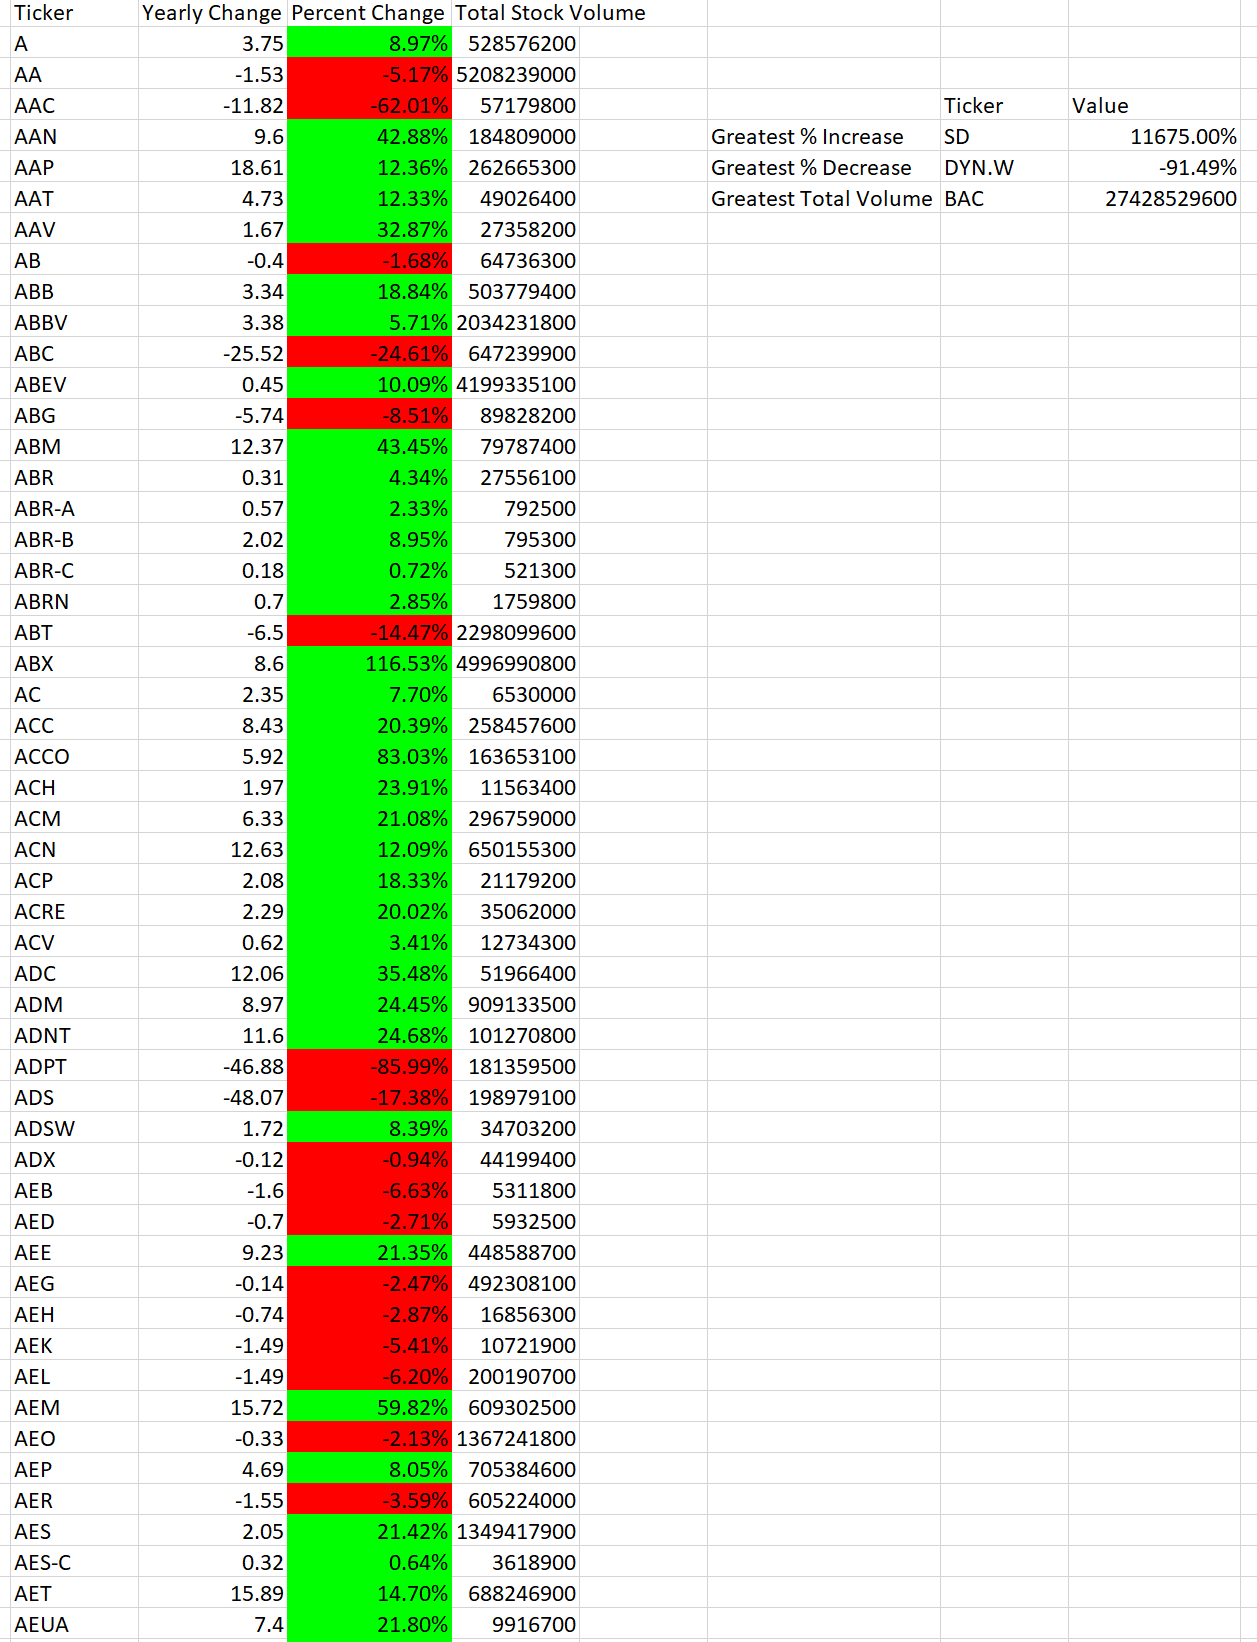 Ticker Yearly Change Percent Change Total Stock Volume
A 3.75 8.97% 528576200
AA -1.53 -5.17% 5208239000
AAC -11.82 -62.01% 57179800 Ticker Value
AAN 9.6 42.88% 184809000 Greatest % Increase SD 11675.00%
AAP 18.61 12.36% 262665300 Greatest % Decrease DYN.W -91.49%
AAT 4.73 12.33% 49026400 Greatest Total Volume BAC 27428529600
AAV 1.67 32.87% 27358200
AB -0.4 -1.68% 64736300
ABB 3.34 18.84% 503779400
ABBV 3.38 5.71% 2034231800
ABC -25.52 -24.61% 647239900
ABEV 0.45 10.09% 4199335100
ABG -5.74 -8.51% 89828200
ABM 12.37 43.45% 79787400
ABR 0.31 4.34% 27556100
ABR-A 0.57 2.33% 792500
ABR-B 2.02 8.95% 795300
ABR-C 0.18 0.72% 521300
ABRN 0.7 2.85% 1759800
ABT -6.5 -14.47% 2298099600
ABX 8.6 116.53% 4996990800
AC 2.35 7.70% 6530000
ACC 8.43 20.39% 258457600
ACCO 5.92 83.03% 163653100
ACH 1.97 23.91% 11563400
ACM 6.33 21.08% 296759000
ACN 12.63 12.09% 650155300
ACP 2.08 18.33% 21179200
ACRE 2.29 20.02% 35062000
ACV 0.62 3.41% 12734300
ADC 12.06 35.48% 51966400
ADM 8.97 24.45% 909133500
ADNT 11.6 24.68% 101270800
ADPT -46.88 -85.99% 181359500
ADS -48.07 -17.38% 198979100
ADSW 1.72 8.39% 34703200
ADX -0.12 -0.94% 44199400
AEB -1.6 -6.63% 5311800
AED -0.7 -2.71% 5932500
AEE 9.23 21.35% 448588700
AEG -0.14 -2.47% 492308100
AEH -0.74 -2.87% 16856300
AEK -1.49 -5.41% 10721900
AEL -1.49 -6.20% 200190700
AEM 15.72 59.82% 609302500
AEO -0.33 -2.13% 1367241800
AEP 4.69 8.05% 705384600
AER -1.55 -3.59% 605224000
AES 2.05 21.42% 1349417900
AES-C 0.32 0.64% 3618900
AET 15.89 14.70% 688246900
AEUA 7.4 21.80% 9916700